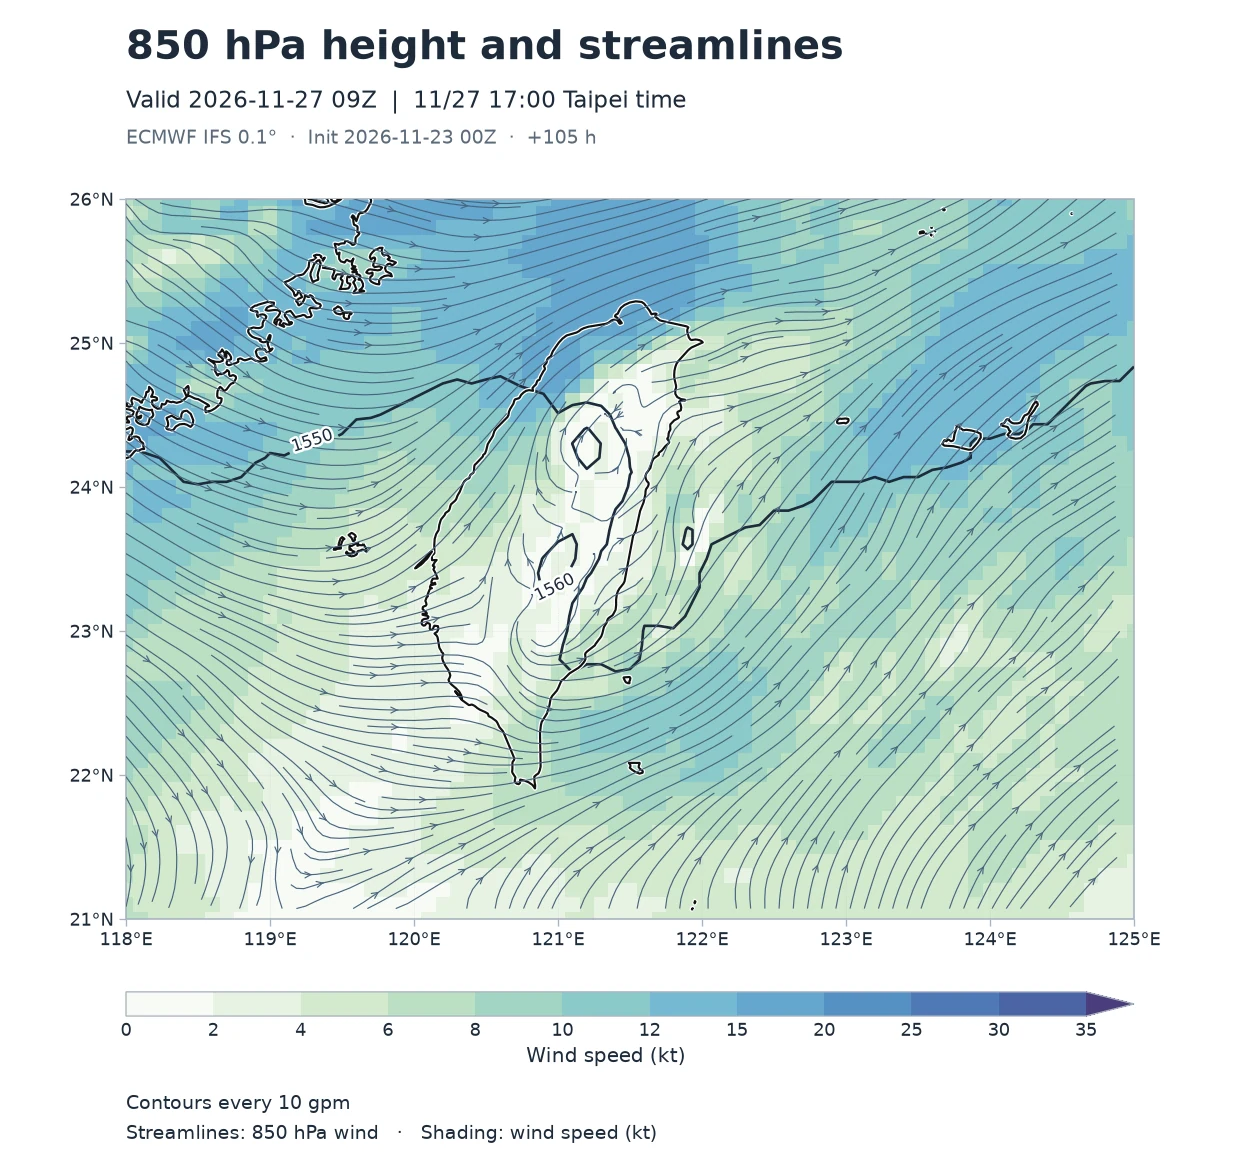 850 hPa height and streamlines
Valid 2026-11-27 09Z | 11/27 17:00 Taipei time
ECMWF IFS 0.1° · Init 2026-11-23 00Z · +105 h
26°N
25°N
24°N
23°N
22°N
21°N
1550
1560
118°E 119°E 120°E 121°E 122°E 123°E 124°E 125°E
0 2 4 6 8 10 12 15 20 25 30 35
Wind speed (kt)
Contours every 10 gpm
Streamlines: 850 hPa wind · Shading: wind speed (kt)